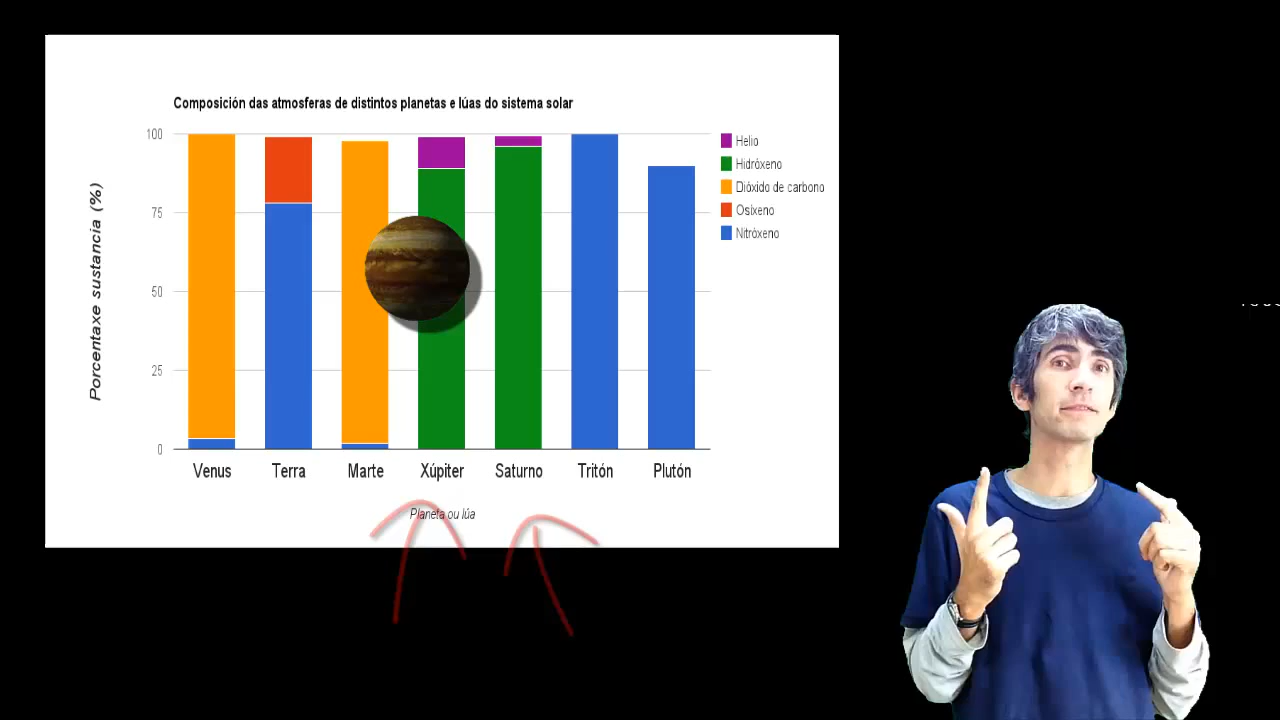 Composición das atmosferas de distintos planetas e lúas do sistema solar
Porcentaxe sustancia (%)
100
75
50
25
0
Venus
Terra
Marte
Xúpiter
Saturno
Tritón
Plutón
Planeta ou lúa
Helio
Hidróxeno
Dióxido de carbono
Osíxeno
Nitróxeno